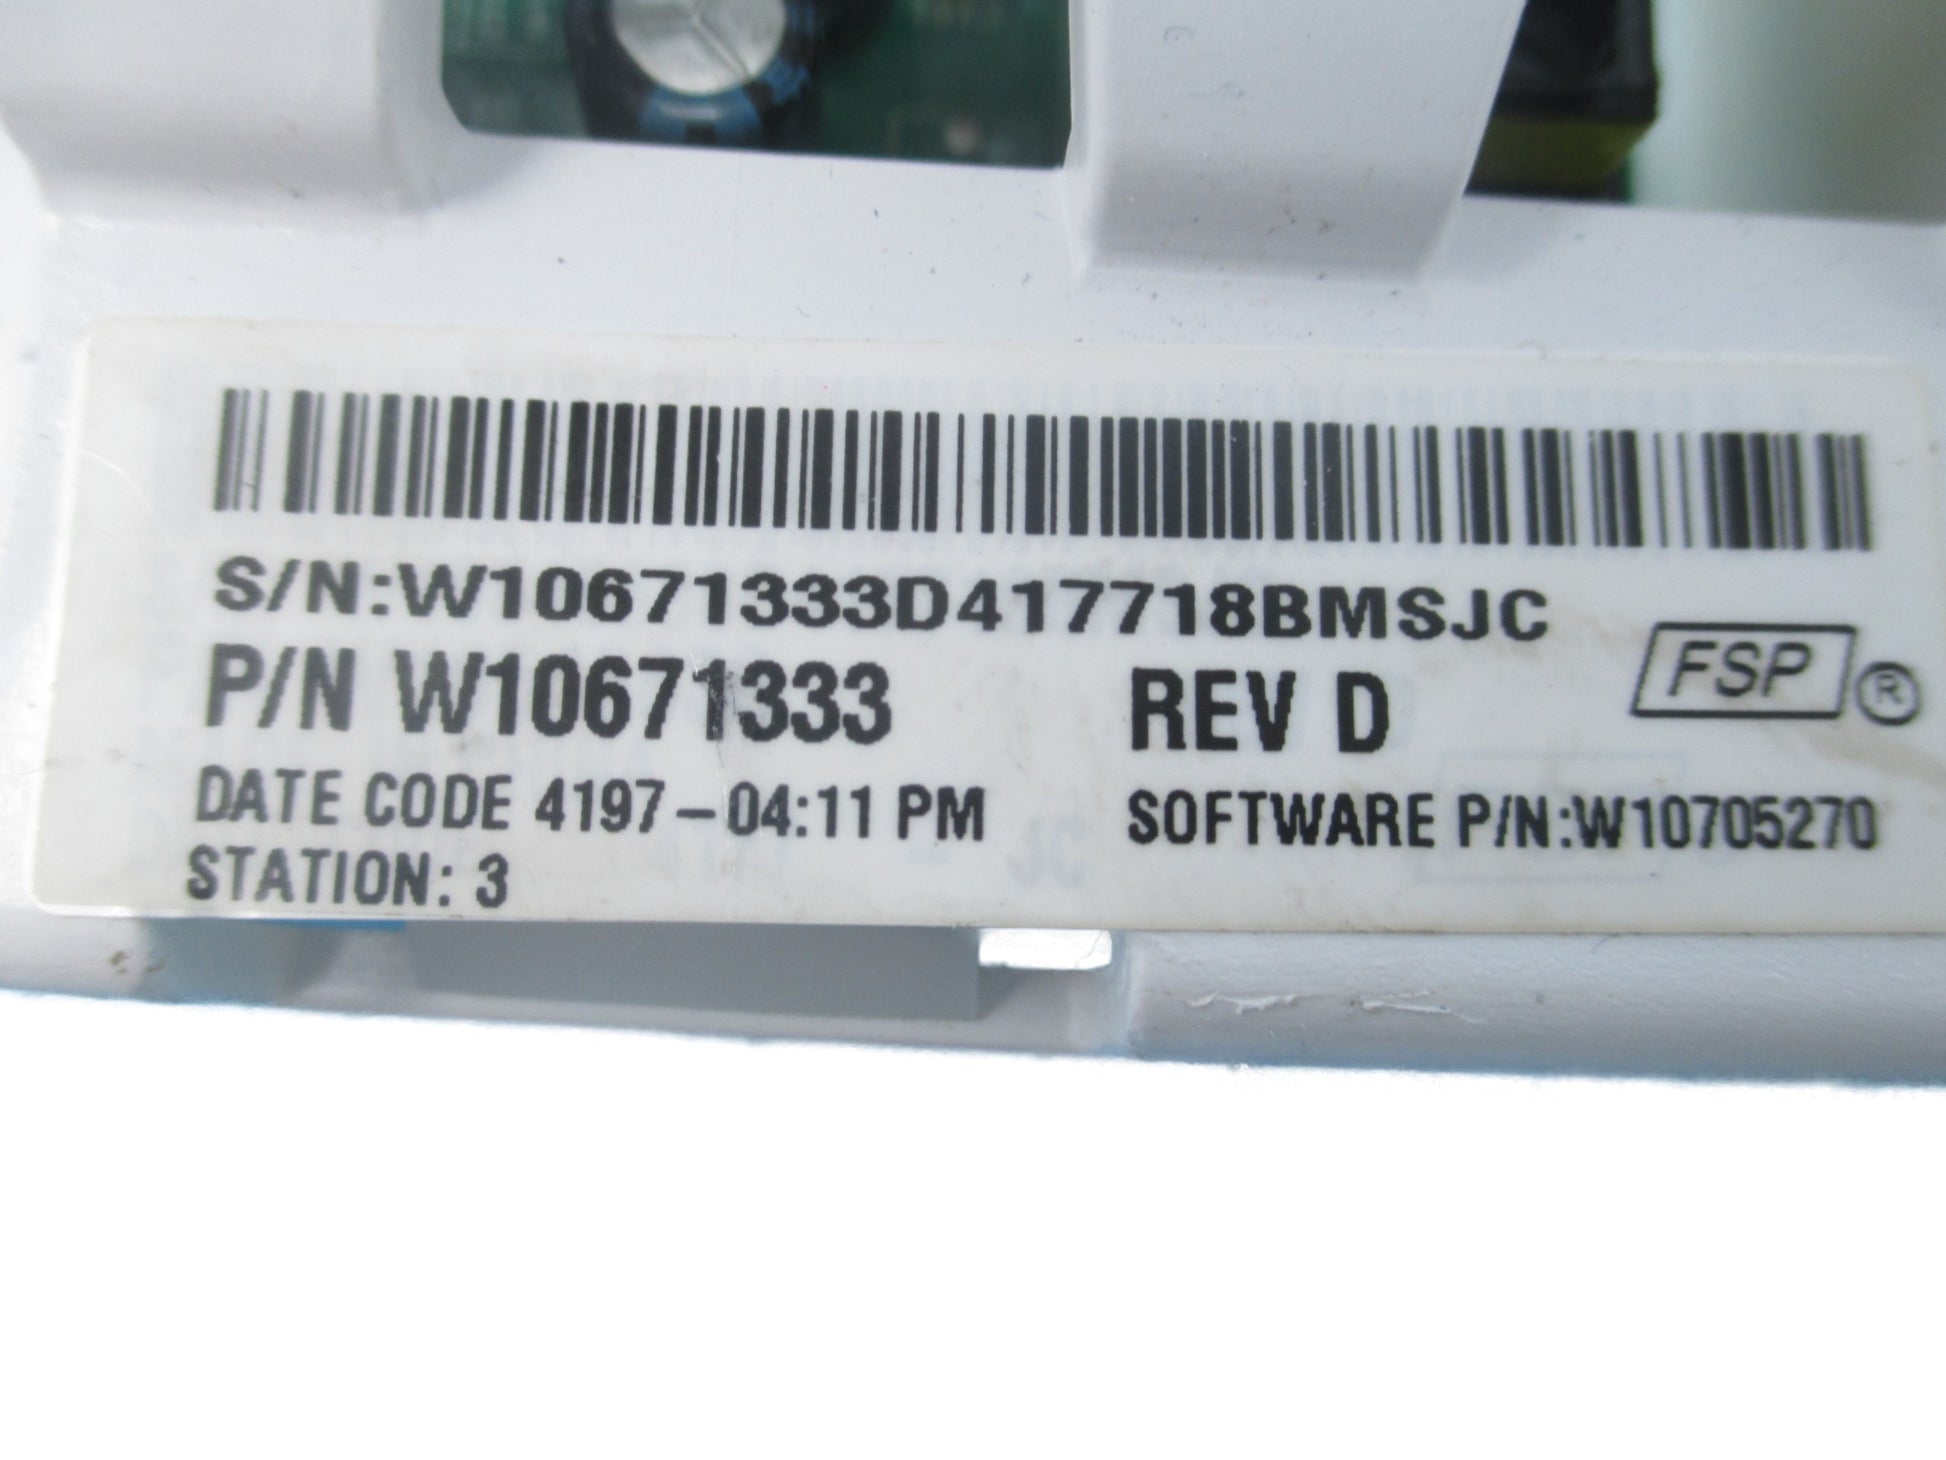 S/N:W10671333D417718BMSJC
P/N W10671333 REV D FSP ®
DATE CODE 4197-04:11 PM SOFTWARE P/N:W10705270
STATION: 3